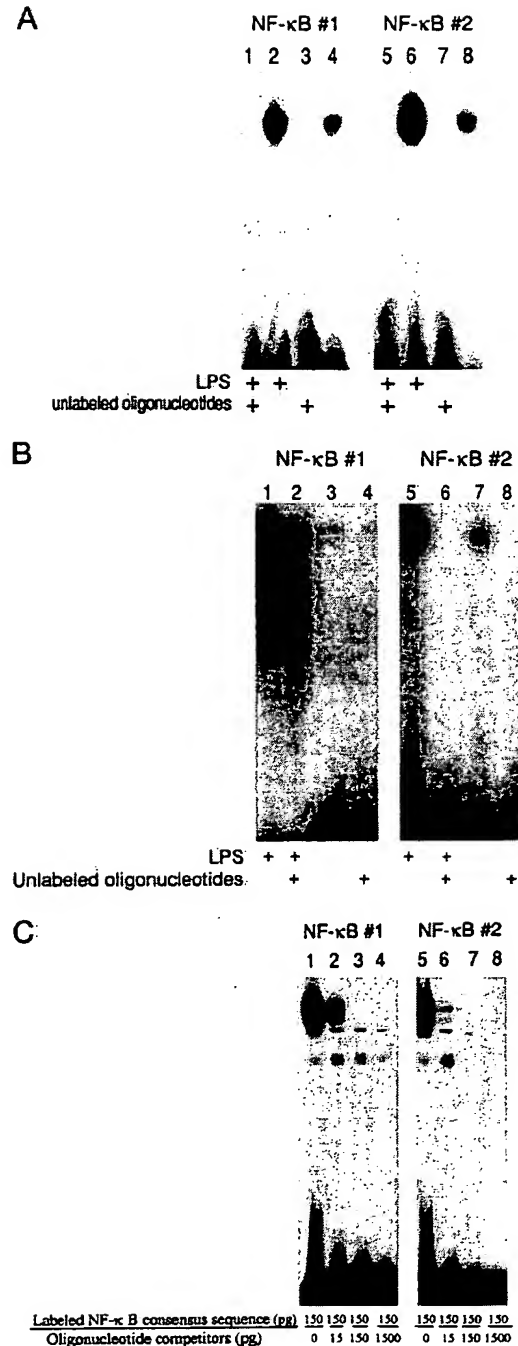 A
NF-κB #1 NF-κB #2
1 2 3 4 5 6 7 8
LPS + + + +
unlabeled oligonucleotides + + + +
B
NF-κB #1 NF-κB #2
1 2 3 4 5 6 7 8
LPS + + + +
Unlabeled oligonucleotides + + + +
C
NF-κB #1 NF-κB #2
1 2 3 4 5 6 7 8
Labeled NF-κ B consensus sequence (pg) 150 150 150 150 150 150 150 150
Oligonucleotide competitors (pg) 0 15 150 1500 0 15 150 1500